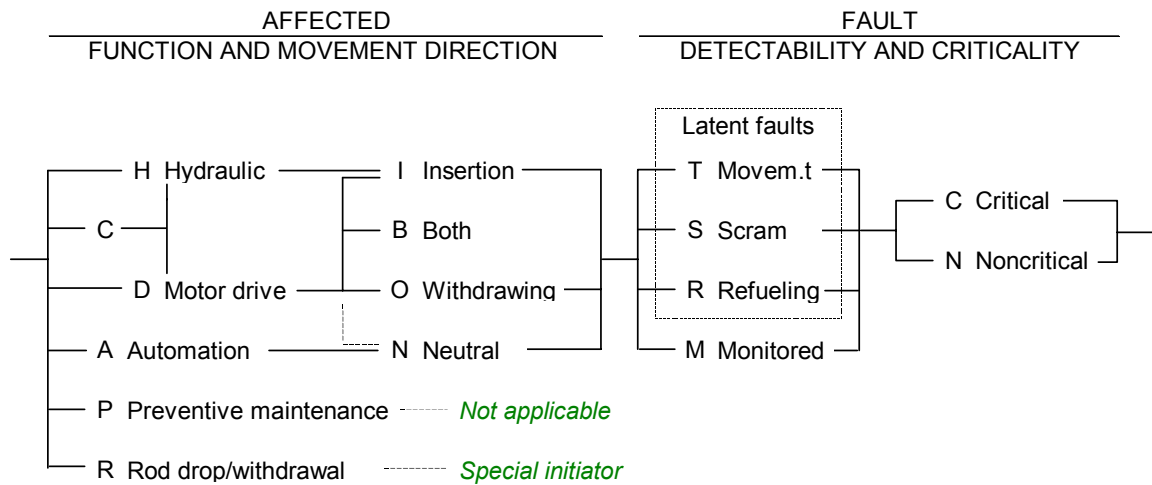 AFFECTED FAULT
FUNCTION AND MOVEMENT DIRECTION DETECTABILITY AND CRITICALITY
Latent faults
H Hydraulic I Insertion T Movem.t
C Critical
C B Both S Scram
N Noncritical
D Motor drive O Withdrawing R Refueling
A Automation N Neutral M Monitored
P Preventive maintenance Not applicable
R Rod drop/withdrawal Special initiator